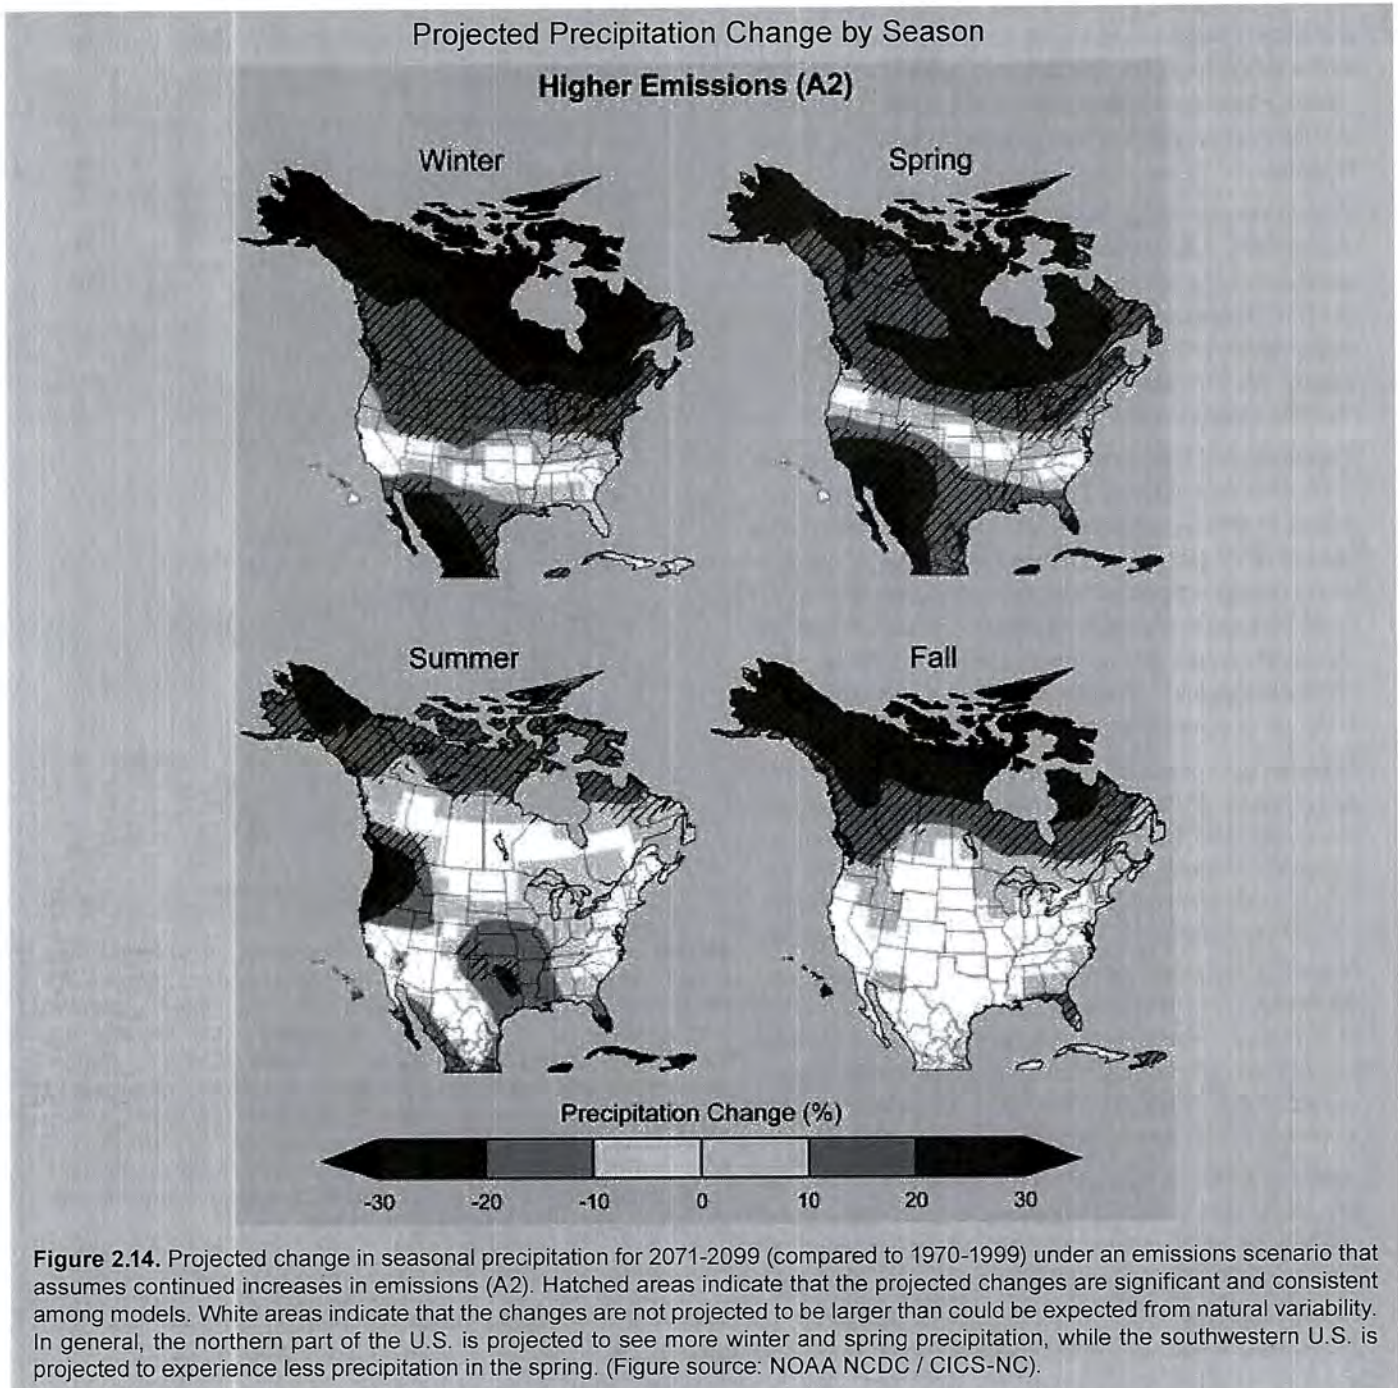 Projected Precipitation Change by Season
Higher Emissions (A2)
Winter
Spring
Summer
Fall
Precipitation Change (%)
-30 -20 -10 0 10 20 30
Figure 2.14. Projected change in seasonal precipitation for 2071-2099 (compared to 1970-1999) under an emissions scenario that
assumes continued increases in emissions (A2). Hatched areas indicate that the projected changes are significant and consistent
among models. White areas indicate that the changes are not projected to be larger than could be expected from natural variability.
In general, the northern part of the U.S. is projected to see more winter and spring precipitation, while the southwestern U.S. is
projected to experience less precipitation in the spring. (Figure source: NOAA NCDC / CICS-NC).